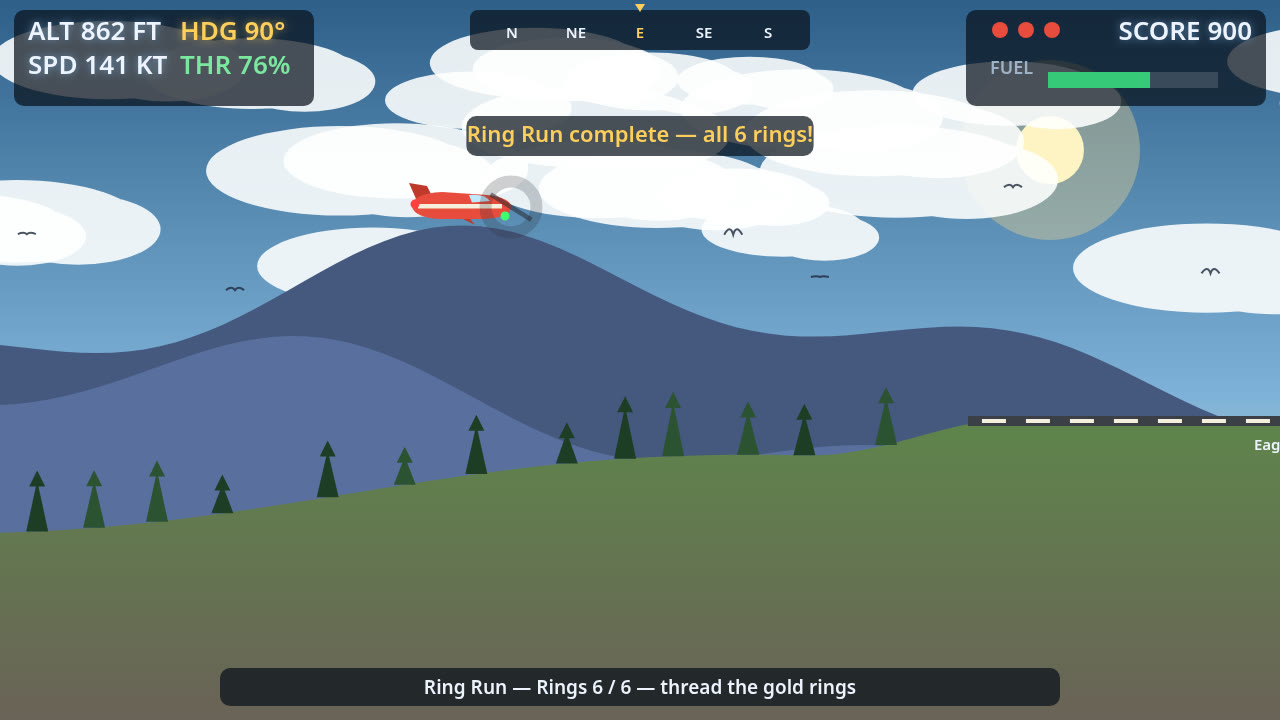 ALT 862 FT HDG 90°
SPD 141 KT THR 76%
N NE E SE S
SCORE 900
FUEL
Ring Run complete — all 6 rings!
Eag
Ring Run — Rings 6 / 6 — thread the gold rings